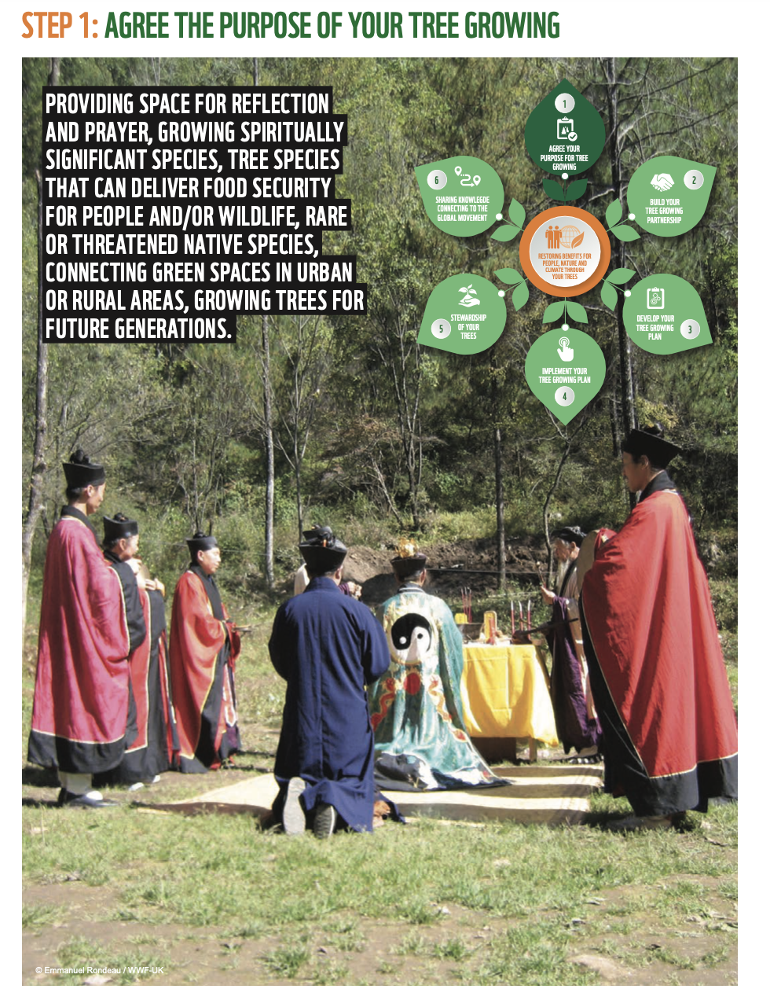 STEP 1: AGREE THE PURPOSE OF YOUR TREE GROWING
PROVIDING SPACE FOR REFLECTION
AND PRAYER, GROWING SPIRITUALLY
SIGNIFICANT SPECIES, TREE SPECIES
THAT CAN DELIVER FOOD SECURITY
FOR PEOPLE AND/OR WILDLIFE, RARE
OR THREATENED NATIVE SPECIES,
CONNECTING GREEN SPACES IN URBAN
OR RURAL AREAS, GROWING TREES FOR
FUTURE GENERATIONS.
1
AGREE YOUR
PURPOSE FOR TREE
GROWING
2
BUILD YOUR
TREE GROWING
PARTNERSHIP
3
DEVELOP YOUR
TREE GROWING
PLAN
IMPLEMENT YOUR
TREE GROWING PLAN
4
5
STEWARDSHIP
OF YOUR
TREES
6
SHARING KNOWLEGDE
CONNECTING TO THE
GLOBAL MOVEMENT
RESTORING BENEFITS FOR
PEOPLE, NATURE AND
CLIMATE THROUGH
YOUR TREES
© Emmanuel Rondeau / WWF-UK